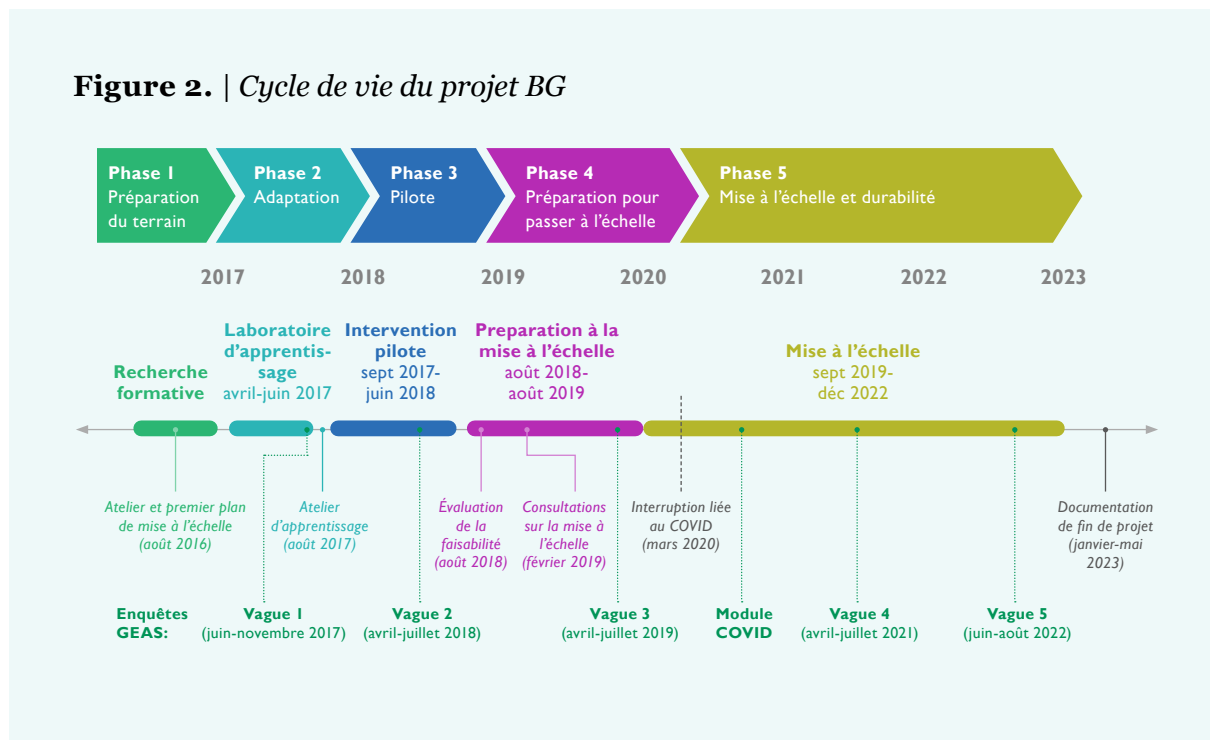 Figure 2. | Cycle de vie du projet BG
Phase 1
Préparation
du terrain
Phase 2
Adaptation
Phase 3
Pilote
Phase 4
Préparation pour
passer à l'échelle
Phase 5
Mise à l'échelle et durabilité
2017 2018 2019 2020 2021 2022 2023
Recherche
formative
Laboratoire
d'apprentis-
sage
avril-juin 2017
Intervention
pilote
sept 2017-
juin 2018
Preparation à la
mise à l'échelle
août 2018-
août 2019
Mise à l'échelle
sept 2019-
déc 2022
Atelier et premier plan
de mise à l'échelle
(août 2016)
Atelier
d'apprentissage
(août 2017)
Évaluation
de la
faisabilité
(août 2018)
Consultations
sur la mise à
l'échelle
(février 2019)
Interruption liée
au COVID
(mars 2020)
Documentation
de fin de projet
(janvier-mai
2023)
Enquêtes
GEAS:
Vague 1
(juin-novembre 2017)
Vague 2
(avril-juillet 2018)
Vague 3
(avril-juillet 2019)
Module
COVID
Vague 4
(avril-juillet 2021)
Vague 5
(juin-août 2022)